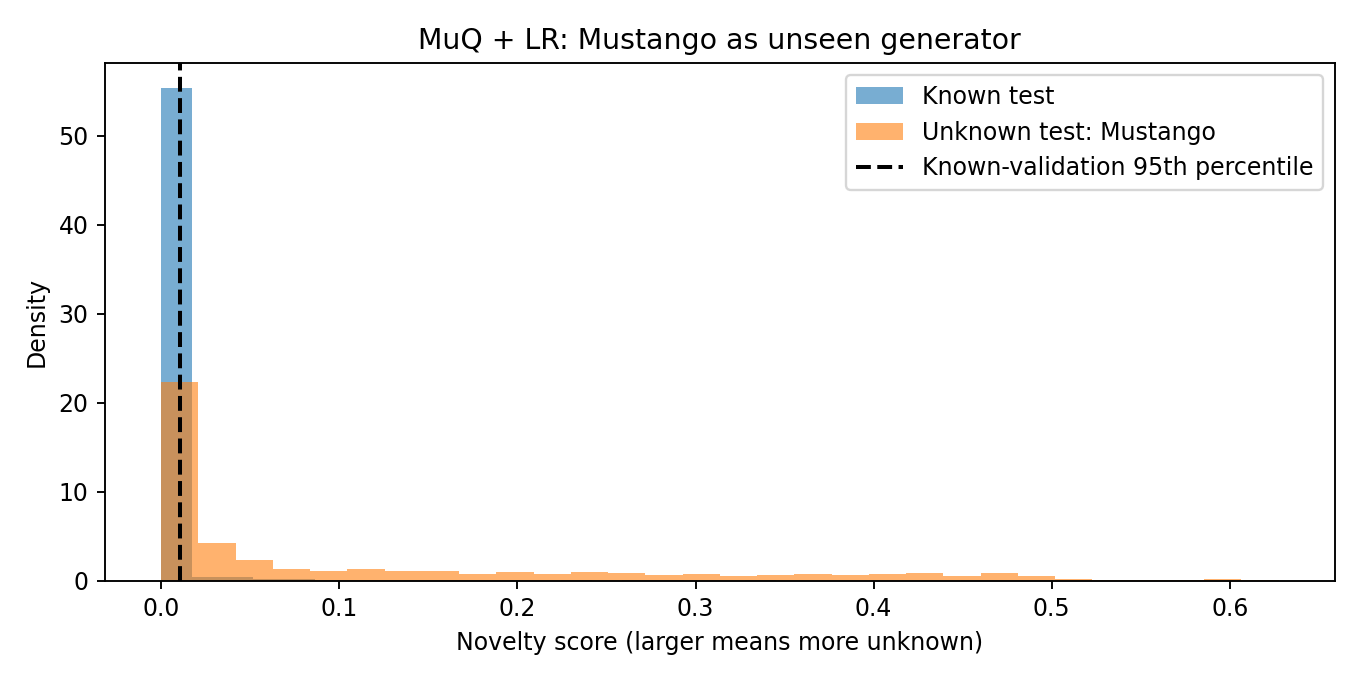 MuQ + LR: Mustango as unseen generator
Known test
Unknown test: Mustango
Known-validation 95th percentile
Density
50
40
30
20
10
0
0.0 0.1 0.2 0.3 0.4 0.5 0.6
Novelty score (larger means more unknown)